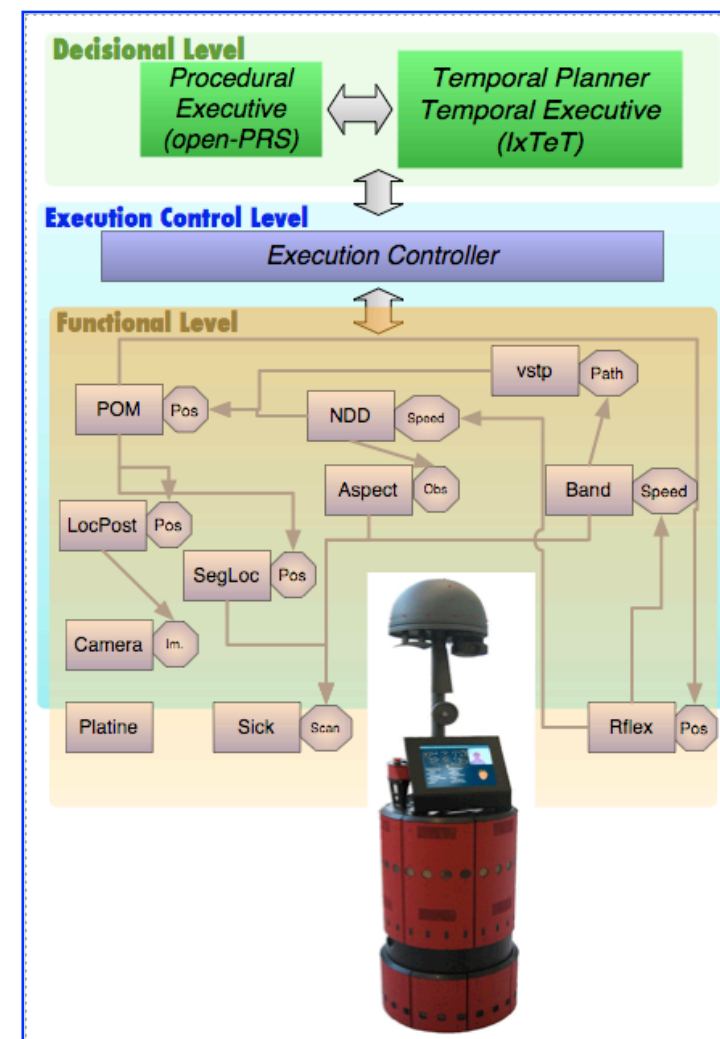 Decisional Level
Procedural
Executive
(open-PRS)
Temporal Planner
Temporal Executive
(IxTeT)
Execution Control Level
Execution Controller
Functional Level
vstp
Path
POM
Pos
NDD
Speed
Aspect
Obs
Band
Speed
LocPost
Pos
SegLoc
Pos
Camera
Im.
Platine
Sick
Scan
Rflex
Pos